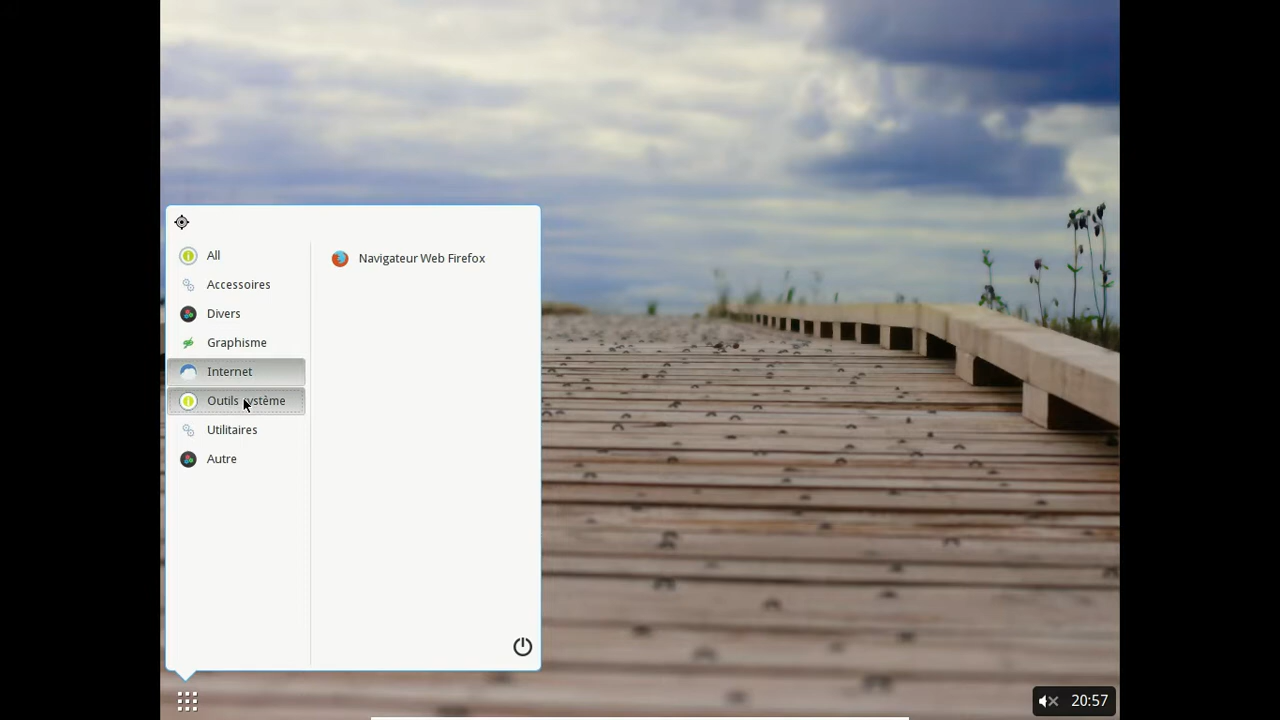 All
Navigateur Web Firefox
Accessoires
Divers
Graphisme
Internet
Outils système
Utilitaires
Autre
20:57